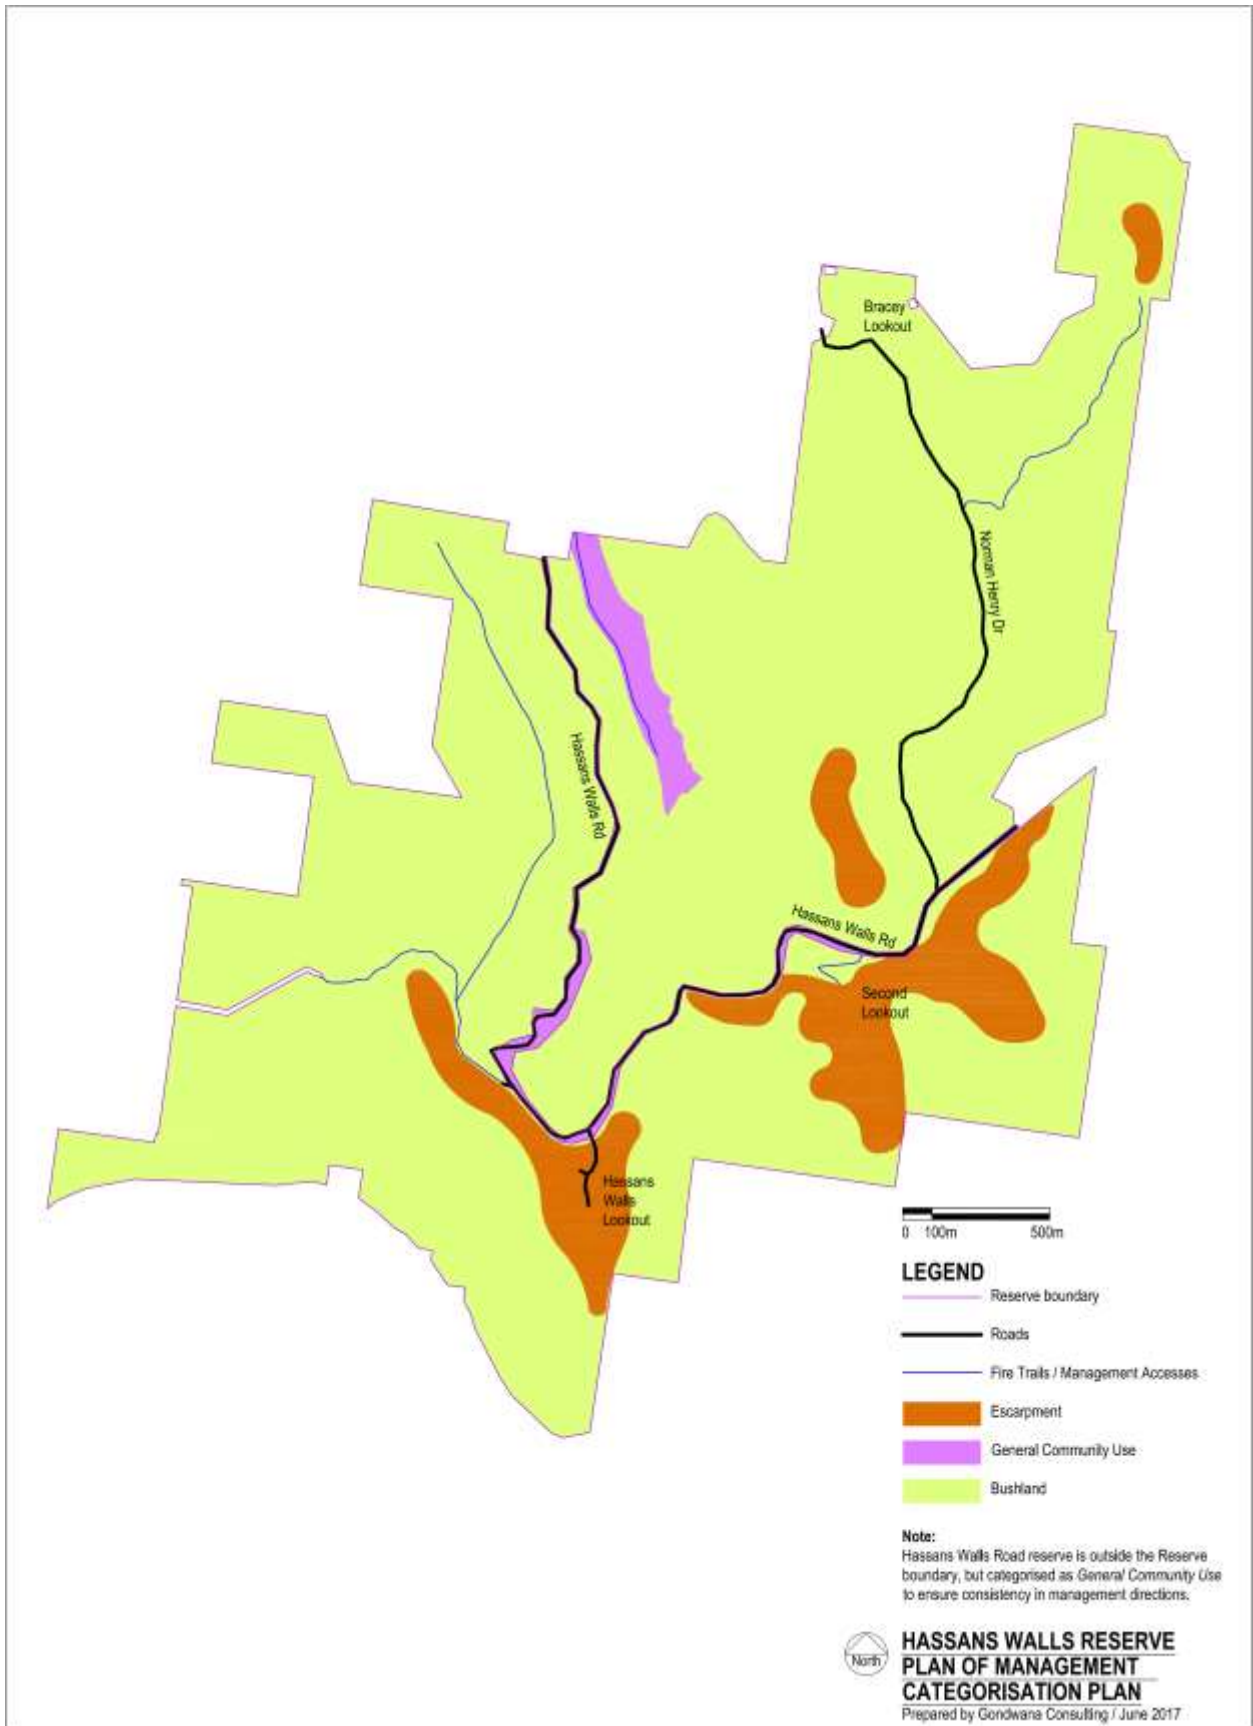 Bracey
Lookout
Norman Henry Dr
Hassans Walls Rd
Hassans Walls Rd
Second
Lookout
Hassans
Walls
Lookout
0 100m 500m
LEGEND
Reserve boundary
Roads
Fire Trails / Management Accesses
Escarpment
General Community Use
Bushland
Note:
Hassans Walls Road reserve is outside the Reserve
boundary, but categorised as General Community Use
to ensure consistency in management directions.
North
HASSANS WALLS RESERVE
PLAN OF MANAGEMENT
CATEGORISATION PLAN
Prepared by Gondwana Consulting / June 2017